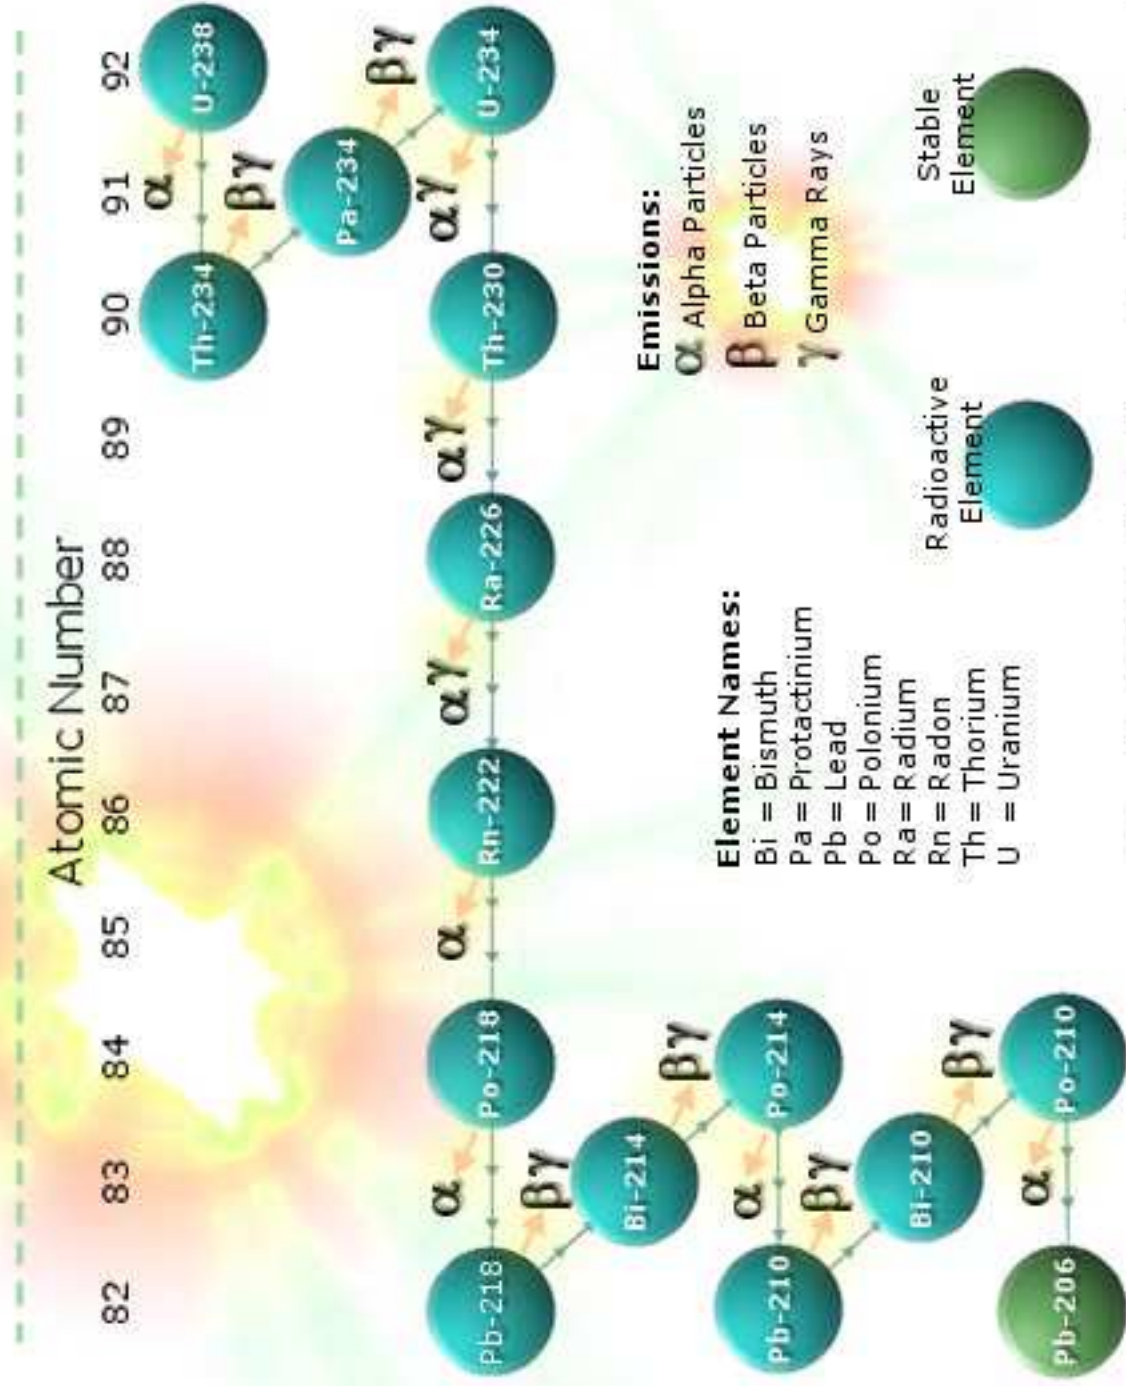 Atomic Number
82 83 84 85 86 87 88 89 90 91 92
α
U-238
Th-234
βγ
Pa-234
βγ
α
α
αγ
αγ
αγ
Pb-218
Po-218
Rn-222
Ra-226
Th-230
U-234
βγ
Bi-214
βγ
α
Pb-210
Po-214
βγ
Bi-210
βγ
α
Pb-206
Po-210
Element Names:
Bi = Bismuth
Pa = Protactinium
Pb = Lead
Po = Polonium
Ra = Radium
Rn = Radon
Th = Thorium
U = Uranium
Emissions:
α Alpha Particles
β Beta Particles
γ Gamma Rays
Radioactive
Element
Stable
Element